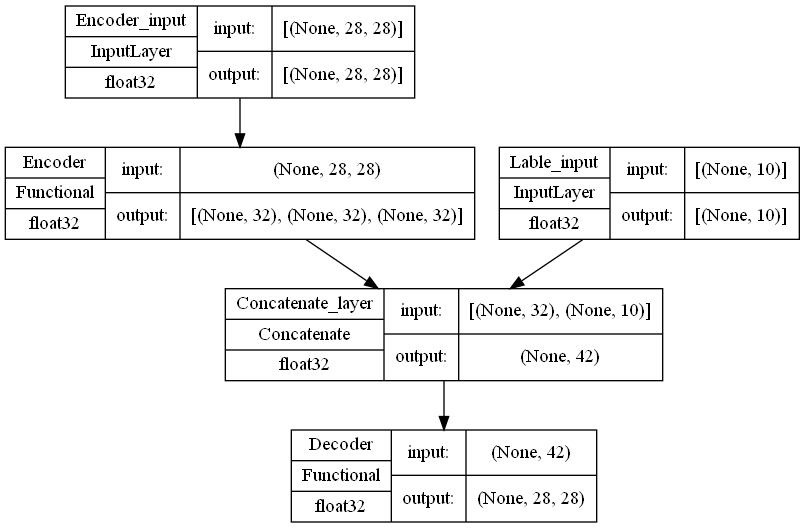 Encoder_input
InputLayer
float32
input:
[(None, 28, 28)]
output:
[(None, 28, 28)]
Encoder
Functional
float32
input:
(None, 28, 28)
output:
[(None, 32), (None, 32), (None, 32)]
Lable_input
InputLayer
float32
input:
[(None, 10)]
output:
[(None, 10)]
Concatenate_layer
Concatenate
float32
input:
[(None, 32), (None, 10)]
output:
(None, 42)
Decoder
Functional
float32
input:
(None, 42)
output:
(None, 28, 28)